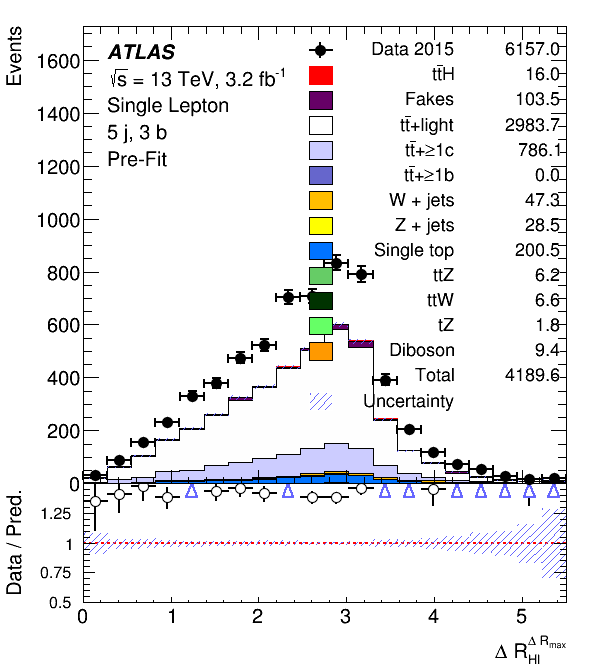 Events
1600
1400
1200
1000
800
600
400
200
0
ATLAS
√s = 13 TeV, 3.2 fb⁻¹
Single Lepton
5 j, 3 b
Pre-Fit
Data 2015 6157.0
tt̄H 16.0
Fakes 103.5
tt̄+light 2983.7
tt̄+≥1c 786.1
tt̄+≥1b 0.0
W + jets 47.3
Z + jets 28.5
Single top 200.5
ttZ 6.2
ttW 6.6
tZ 1.8
Diboson 9.4
Total 4189.6
Uncertainty
Data / Pred.
1.25
1
0.75
0.5
0 1 2 3 4 5
Δ R_HI^Δ R_max